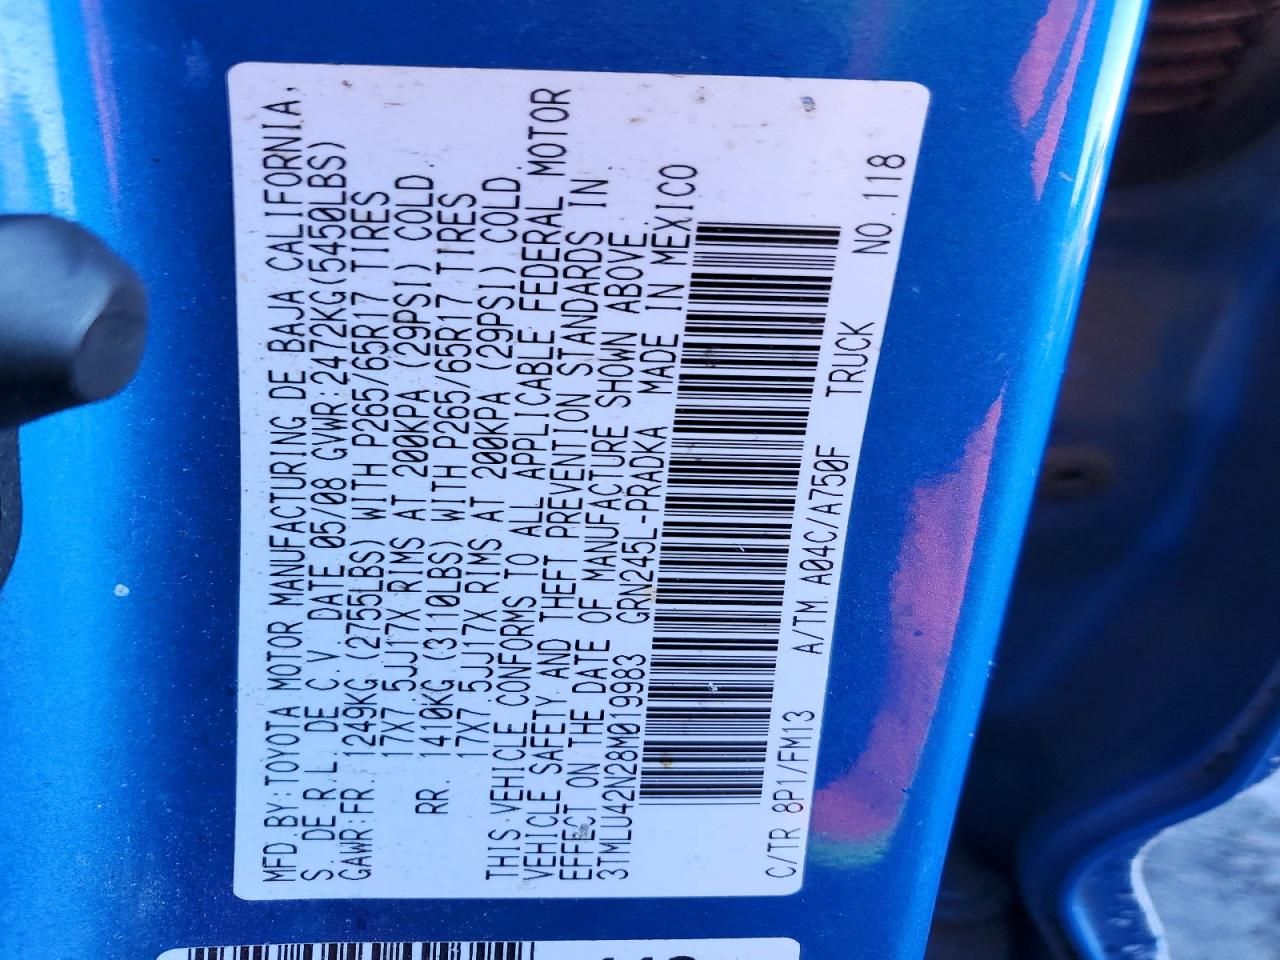 MFD.BY:TOYOTA MOTOR MANUFACTURING DE BAJA CALIFORNIA,
S. DE R.L. DE C.V. DATE 05/08 GVWR:2472KG(5450LBS)
GAWR:FR. 1249KG (2755LBS) WITH P265/65R17 TIRES
17X7.5JJ17X RIMS AT 200KPA (29PSI) COLD.
RR. 1410KG (3110LBS) WITH P265/65R17 TIRES
17X7.5JJ17X RIMS AT 200KPA (29PSI) COLD.
THIS VEHICLE CONFORMS TO ALL APPLICABLE FEDERAL MOTOR
VEHICLE SAFETY AND THEFT PREVENTION STANDARDS IN
EFFECT ON THE DATE OF MANUFACTURE SHOWN ABOVE.
3TMLU42N28M019983 GRN245L-PRADKA MADE IN MEXICO
C/TR 8P1/FM13 A/TM A04C/A750F TRUCK NO.118